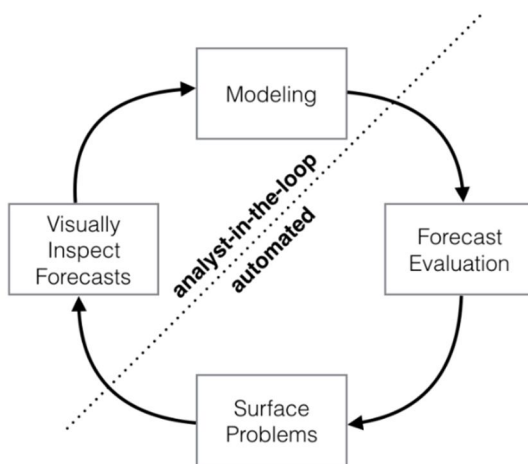 Modeling
analyst-in-the-loop
automated
Visually
Inspect
Forecasts
Forecast
Evaluation
Surface
Problems